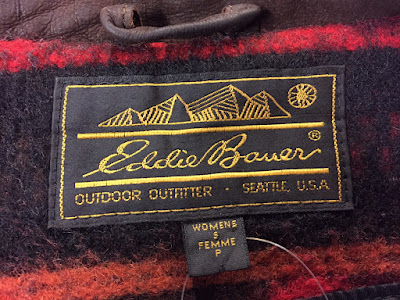 Eddie Bauer ®
OUTDOOR OUTFITTER · SEATTLE, U.S.A.
WOMENS
S
FEMME
P